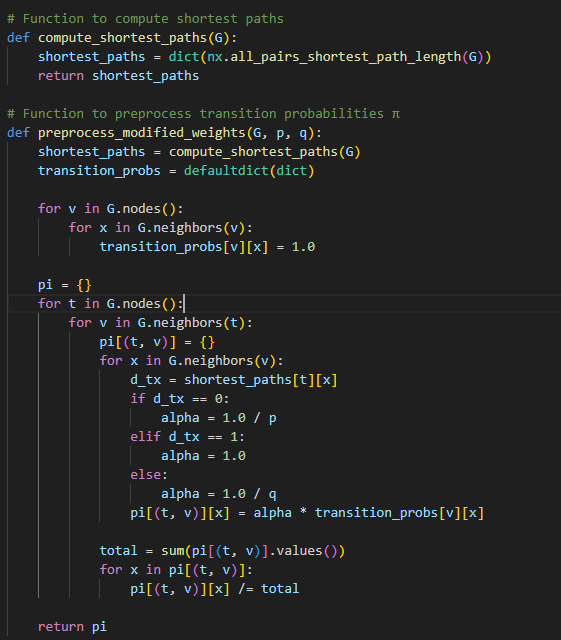 # Function to compute shortest paths
def compute_shortest_paths(G):
    shortest_paths = dict(nx.all_pairs_shortest_path_length(G))
    return shortest_paths

# Function to preprocess transition probabilities π
def preprocess_modified_weights(G, p, q):
    shortest_paths = compute_shortest_paths(G)
    transition_probs = defaultdict(dict)

    for v in G.nodes():
        for x in G.neighbors(v):
            transition_probs[v][x] = 1.0

    pi = {}
    for t in G.nodes():
        for v in G.neighbors(t):
            pi[(t, v)] = {}
            for x in G.neighbors(v):
                d_tx = shortest_paths[t][x]
                if d_tx == 0:
                    alpha = 1.0 / p
                elif d_tx == 1:
                    alpha = 1.0
                else:
                    alpha = 1.0 / q
                pi[(t, v)][x] = alpha * transition_probs[v][x]

            total = sum(pi[(t, v)].values())
            for x in pi[(t, v)]:
                pi[(t, v)][x] /= total

    return pi